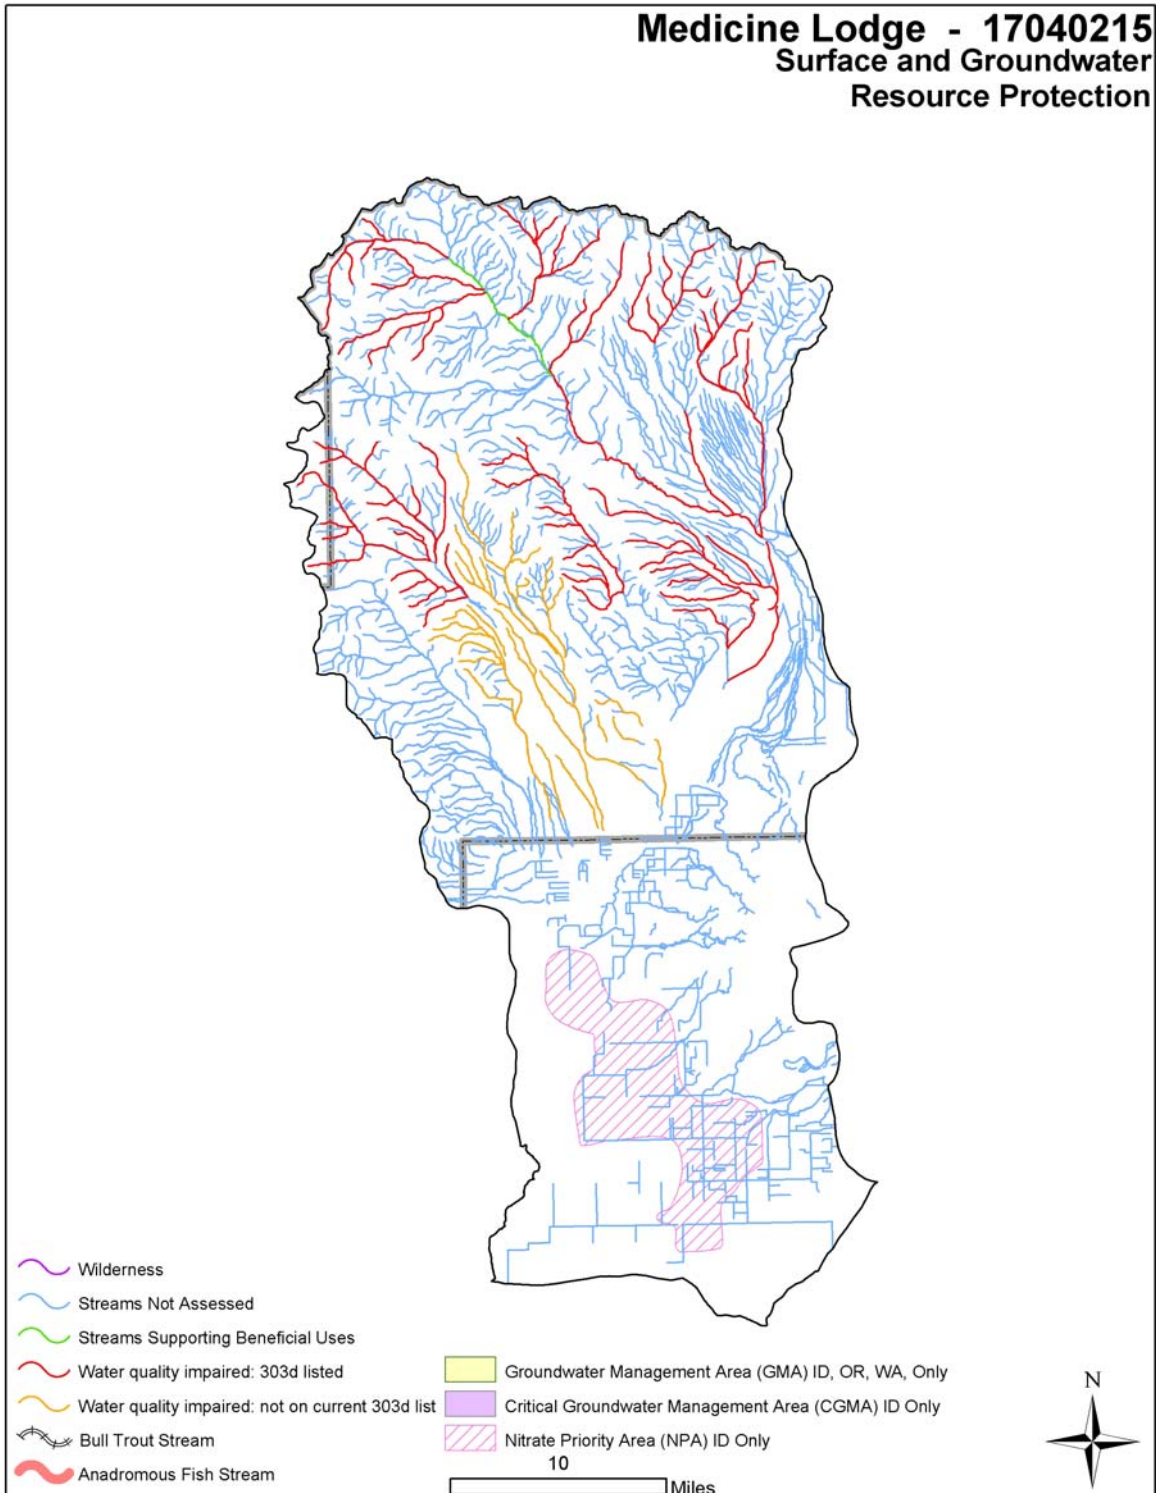 Medicine Lodge - 17040215
Surface and Groundwater
Resource Protection
Wilderness
Streams Not Assessed
Streams Supporting Beneficial Uses
Water quality impaired: 303d listed
Water quality impaired: not on current 303d list
Bull Trout Stream
Anadromous Fish Stream
Groundwater Management Area (GMA) ID, OR, WA, Only
Critical Groundwater Management Area (CGMA) ID Only
Nitrate Priority Area (NPA) ID Only
10
Miles
N